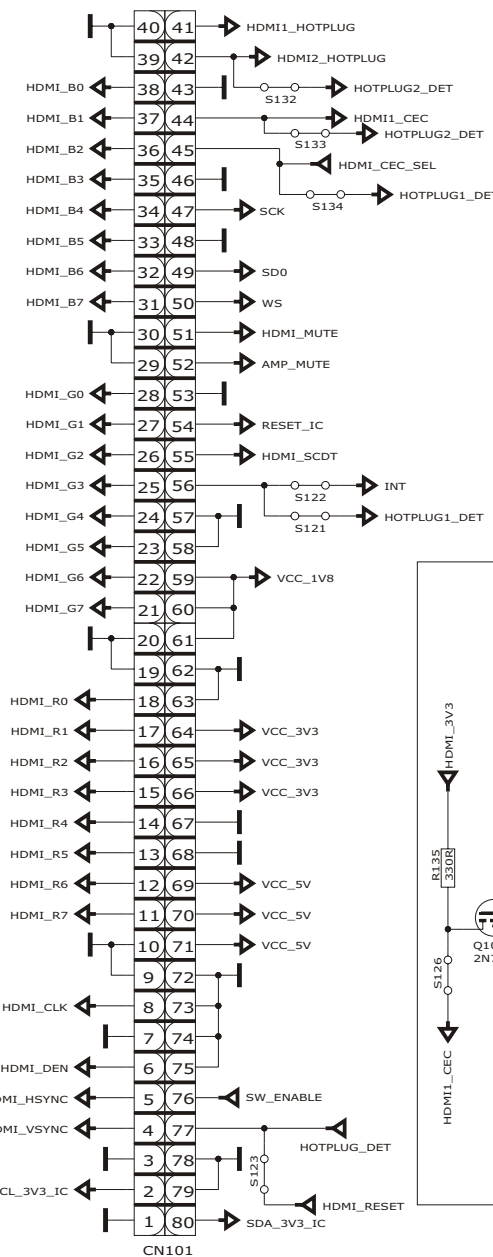 40 41 HDMI1_HOTPLUG
39 42 HDMI2_HOTPLUG
HDMI_B0 38 43 S132 HOTPLUG2_DET
HDMI_B1 37 44 HDMI1_CEC
S133 HOTPLUG2_DET
HDMI_B2 36 45 HDMI_CEC_SEL
HDMI_B3 35 46 S134 HOTPLUG1_DET
HDMI_B4 34 47 SCK
HDMI_B5 33 48
HDMI_B6 32 49 SD0
HDMI_B7 31 50 WS
30 51 HDMI_MUTE
29 52 AMP_MUTE
HDMI_G0 28 53
HDMI_G1 27 54 RESET_IC
HDMI_G2 26 55 HDMI_SCDT
HDMI_G3 25 56 S122 INT
HDMI_G4 24 57 S121 HOTPLUG1_DET
HDMI_G5 23 58
HDMI_G6 22 59 VCC_1V8
HDMI_G7 21 60
20 61
19 62
HDMI_R0 18 63
HDMI_R1 17 64 VCC_3V3
HDMI_R2 16 65 VCC_3V3
HDMI_R3 15 66 VCC_3V3
HDMI_R4 14 67
HDMI_R5 13 68
HDMI_R6 12 69 VCC_5V
HDMI_R7 11 70 VCC_5V
10 71 VCC_5V
9 72
HDMI_CLK 8 73
7 74
HDMI_DEN 6 75
MI_HSYNC 5 76 SW_ENABLE
MI_VSYNC 4 77 HOTPLUG_DET
3 78 S123
CL_3V3_IC 2 79 HDMI_RESET
1 80 SDA_3V3_IC
CN101
HDMI_3V3
R135
330R
Q10
2N7
S126
HDMI1_CEC